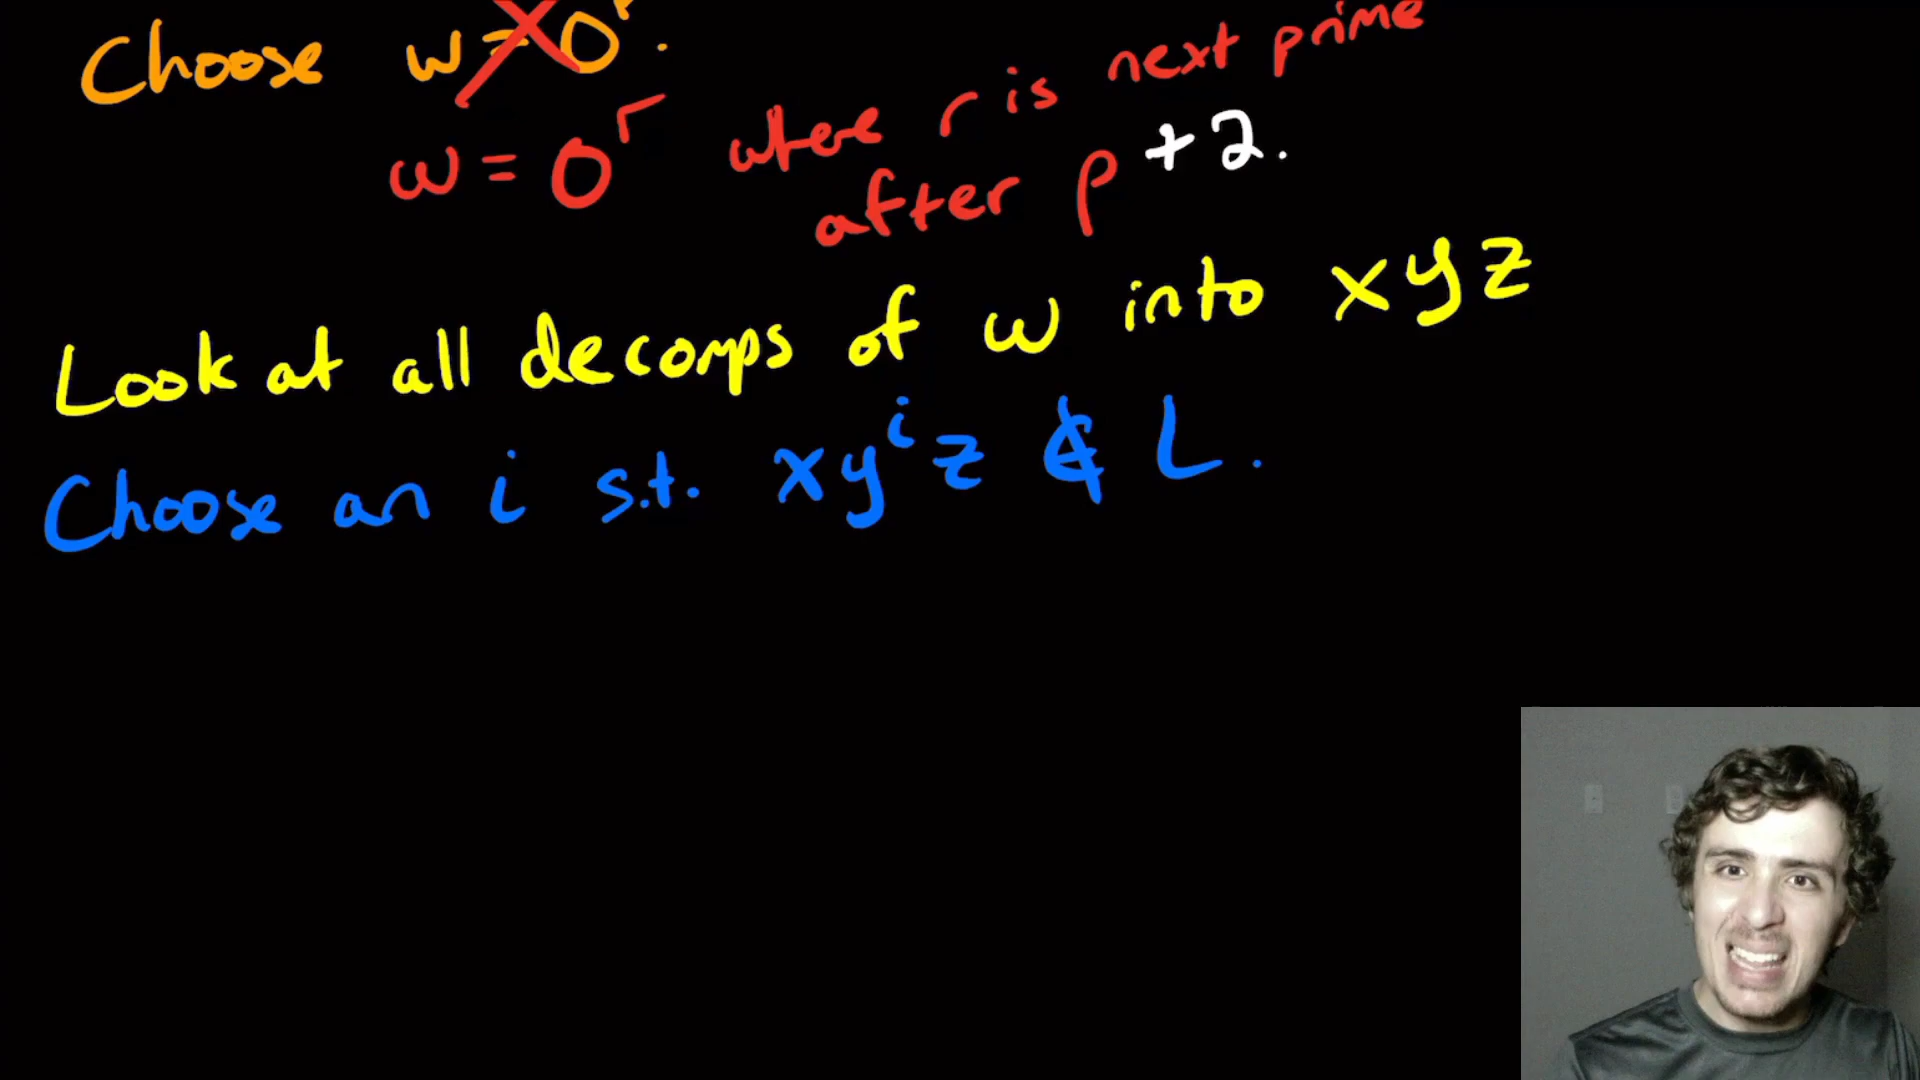 Choose w = 0
w = 0^r where r is next prime
after p + 2.
Look at all decomps of w into xyz
Choose an i s.t. xy^i z ∉ L.